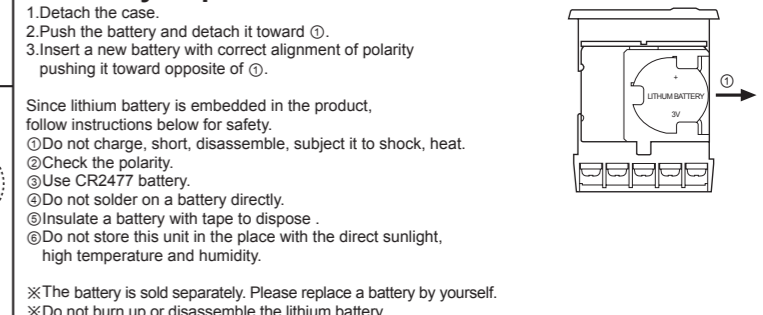 1.Detach the case.
2.Push the battery and detach it toward ①.
3.Insert a new battery with correct alignment of polarity
pushing it toward opposite of ①.
Since lithium battery is embedded in the product,
follow instructions below for safety.
①Do not charge, short, disassemble, subject it to shock, heat.
②Check the polarity.
③Use CR2477 battery.
④Do not solder on a battery directly.
⑤Insulate a battery with tape to dispose .
⑥Do not store this unit in the place with the direct sunlight,
high temperature and humidity.
※The battery is sold separately. Please replace a battery by yourself.
※Do not burn up or disassemble the lithium battery
+
LITHUM BATTERY
3V
①